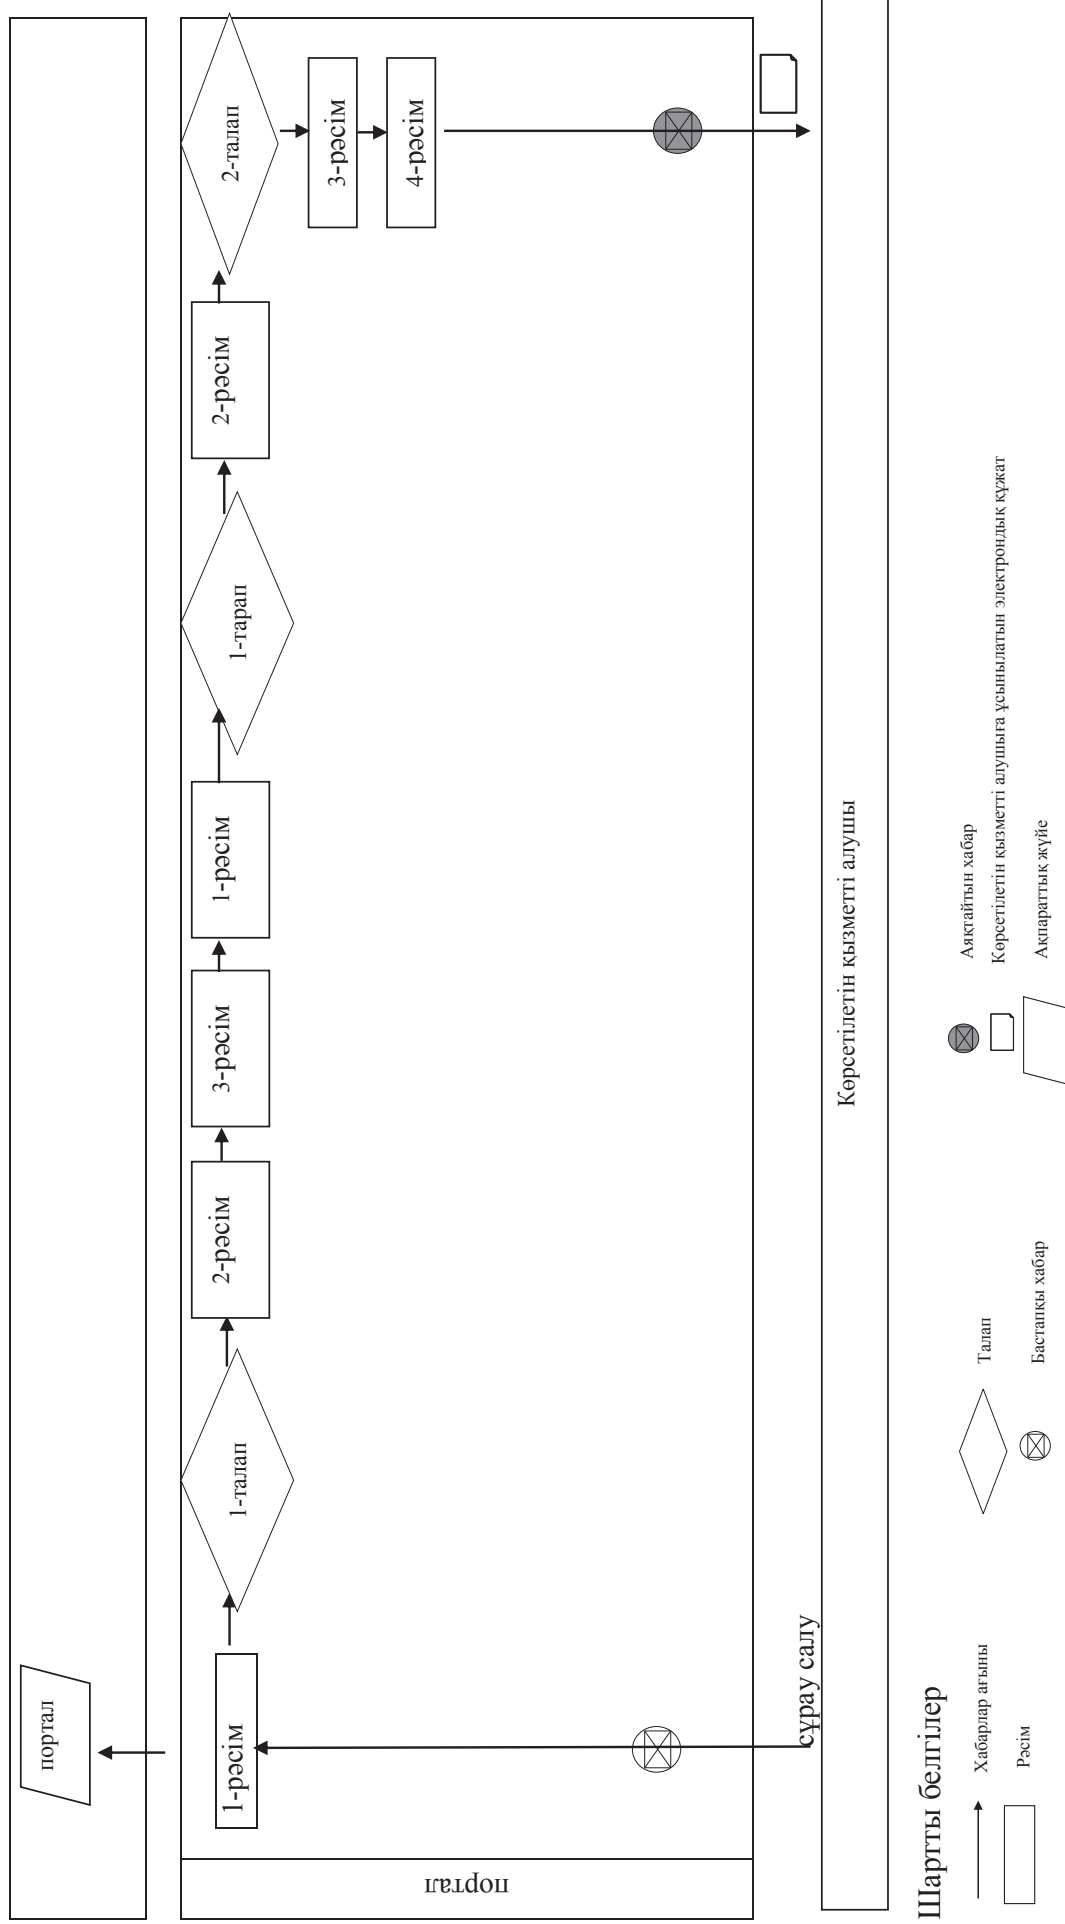 портал
портал
1-рәсім
1-талап
2-рәсім
3-рәсім
1-рәсім
1-тарап
2-рәсім
2-талап
3-рәсім
4-рәсім
сұрау салу
Көрсетілетін қызметті алушы
Шартты белгілер
Хабарлар ағыны
Рәсім
Талап
Бастапқы хабар
Аяқтайтын хабар
Көрсетілетін қызметті алушыға ұсынылатын электрондық құжат
Ақпараттық жүйе